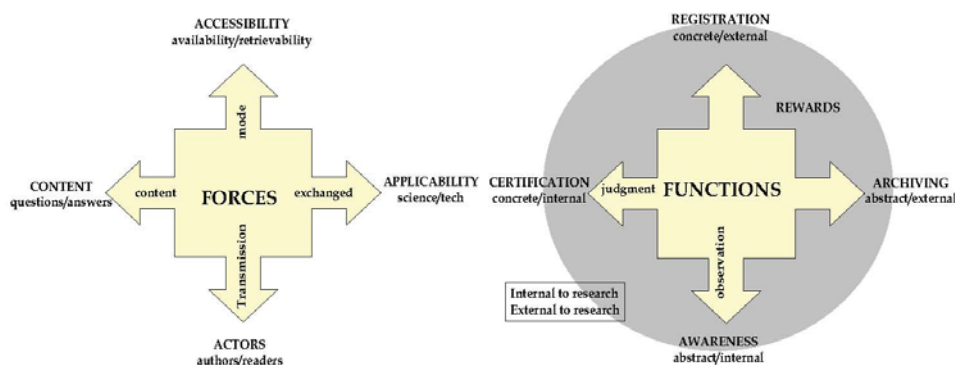 ACCESSIBILITY
availability/retrievability
mode
CONTENT
questions/answers
content
FORCES
exchanged
APPLICABILITY
science/tech
Transmission
ACTORS
authors/readers
REGISTRATION
concrete/external
REWARDS
CERTIFICATION
concrete/internal
judgment
FUNCTIONS
ARCHIVING
abstract/external
observation
Internal to research
External to research
AWARENESS
abstract/internal